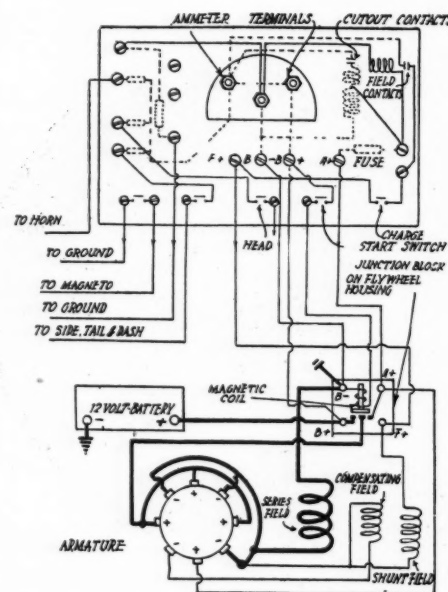 AMMETER TERMINALS
CUTOUT CONTACTS
FIELD
CONTACTS
F+ B -B + A+
FUSE
TO HORN
HEAD
CHARGE
START SWITCH
TO GROUND
TO MAGNETO
TO GROUND
TO SIDE, TAIL & DASH
JUNCTION BLOCK
ON FLYWHEEL
HOUSING
A+
B-
MAGNETIC
COIL
B+
F+
12 VOLT-BATTERY
- +
COMPENSATING
FIELD
SERIES
FIELD
ARMATURE
+
- -
+ +
- -
+
SHUNT FIELD